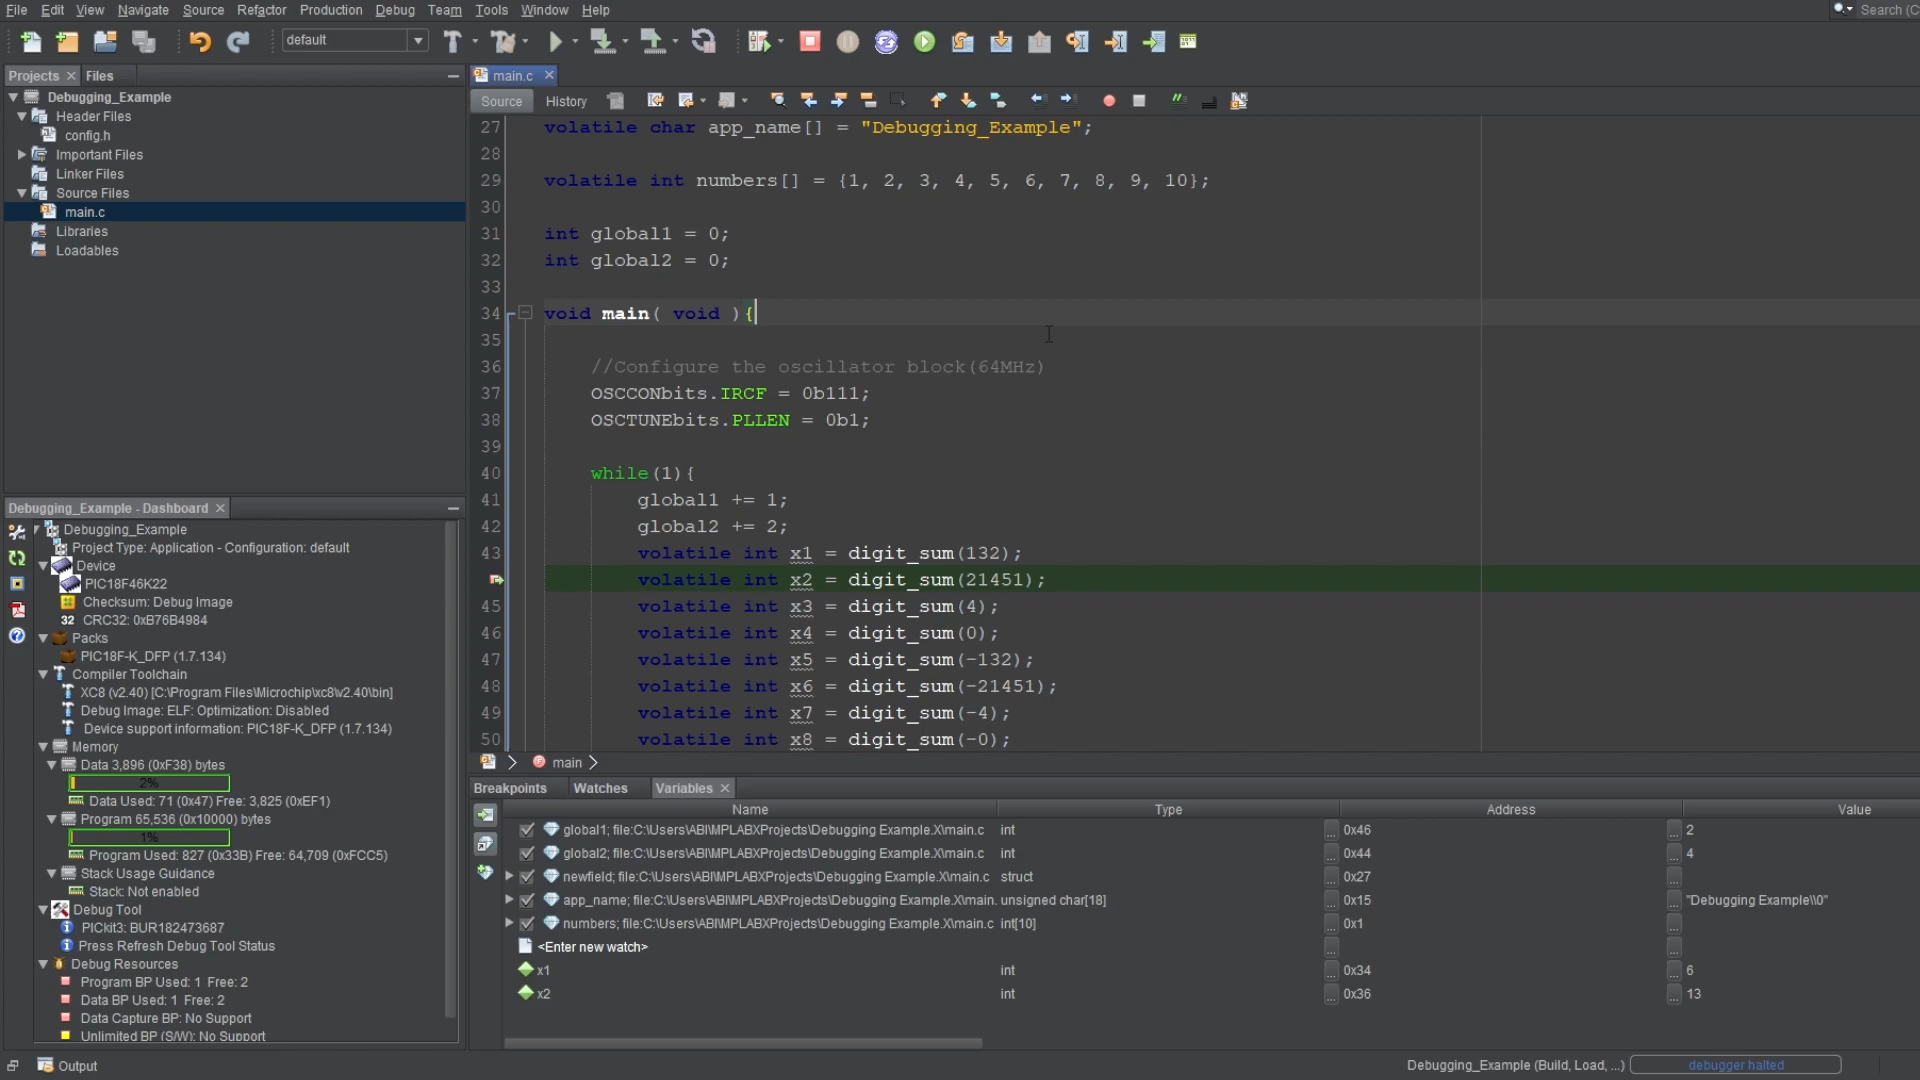 File Edit View Navigate Source Refactor Production Debug Team Tools Window Help
Search (C
default
Projects Files
Debugging_Example
Header Files
config.h
Important Files
Linker Files
Source Files
main.c
Libraries
Loadables
Debugging_Example - Dashboard
Debugging_Example
Project Type: Application - Configuration: default
Device
PIC18F46K22
Checksum: Debug Image
32 CRC32: 0xB76B4984
Packs
PIC18F-K_DFP (1.7.134)
Compiler Toolchain
XC8 (v2.40) [C:\Program Files\Microchip\xc8\v2.40\bin]
Debug Image: ELF: Optimization: Disabled
Device support information: PIC18F-K_DFP (1.7.134)
Memory
Data 3,896 (0xF38) bytes
2%
Data Used: 71 (0x47) Free: 3,825 (0xEF1)
Program 65,536 (0x10000) bytes
1%
Program Used: 827 (0x33B) Free: 64,709 (0xFCC5)
Stack Usage Guidance
Stack: Not enabled
Debug Tool
PICkit3: BUR182473687
Press Refresh Debug Tool Status
Debug Resources
Program BP Used: 1 Free: 2
Data BP Used: 1 Free: 2
Data Capture BP: No Support
Unlimited BP (S/W): No Support
main.c
Source History
27 volatile char app_name[] = "Debugging_Example";
28
29 volatile int numbers[] = {1, 2, 3, 4, 5, 6, 7, 8, 9, 10};
30
31 int global1 = 0;
32 int global2 = 0;
33
34 void main( void ){
35
36 //Configure the oscillator block(64MHz)
37 OSCCONbits.IRCF = 0b111;
38 OSCTUNEbits.PLLEN = 0b1;
39
40 while(1){
41 global1 += 1;
42 global2 += 2;
43 volatile int x1 = digit_sum(132);
volatile int x2 = digit_sum(21451);
45 volatile int x3 = digit_sum(4);
46 volatile int x4 = digit_sum(0);
47 volatile int x5 = digit_sum(-132);
48 volatile int x6 = digit_sum(-21451);
49 volatile int x7 = digit_sum(-4);
50 volatile int x8 = digit_sum(-0);
main
Breakpoints Watches Variables
Name Type Address Value
global1; file:C:\Users\ABI\MPLABXProjects\Debugging Example.X\main.c int ... 0x46 ... 2
global2; file:C:\Users\ABI\MPLABXProjects\Debugging Example.X\main.c int ... 0x44 ... 4
newfield; file:C:\Users\ABI\MPLABXProjects\Debugging Example.X\main.c struct ... 0x27 ...
app_name; file:C:\Users\ABI\MPLABXProjects\Debugging Example.X\main. unsigned char[18] ... 0x15 ... "Debugging Example\\0"
numbers; file:C:\Users\ABI\MPLABXProjects\Debugging Example.X\main.c int[10] ... 0x1 ...
<Enter new watch> ... ...
x1 int ... 0x34 ... 6
x2 int ... 0x36 ... 13
Output
Debugging_Example (Build, Load, ...) debugger halted